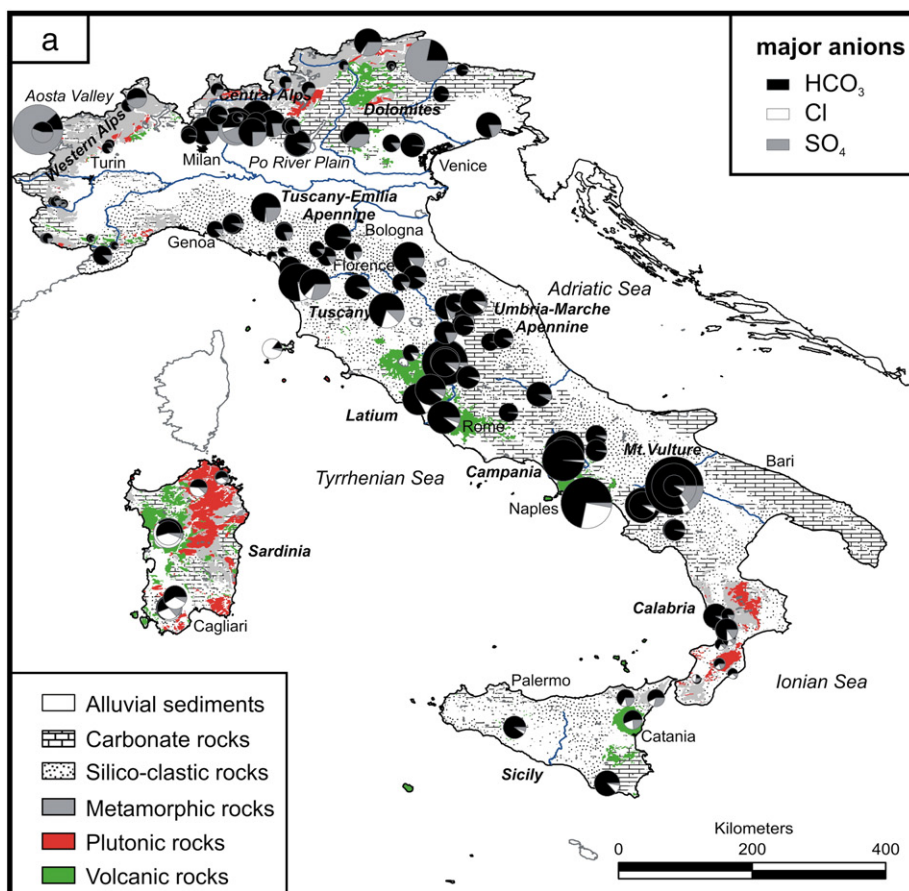 a
major anions
HCO₃
Cl
SO₄
Aosta Valley
Western Alps
Turin
Central Alps
Milan
Po River Plain
Dolomites
Venice
Tuscany-Emilia
Apennine
Bologna
Genoa
Florence
Tuscany
Adriatic Sea
Umbria-Marche
Apennine
Latium
Rome
Tyrrhenian Sea
Campania
Mt.Vulture
Bari
Naples
Sardinia
Cagliari
Calabria
Palermo
Ionian Sea
Catania
Sicily
Alluvial sediments
Carbonate rocks
Silico-clastic rocks
Metamorphic rocks
Plutonic rocks
Volcanic rocks
Kilometers
0 200 400